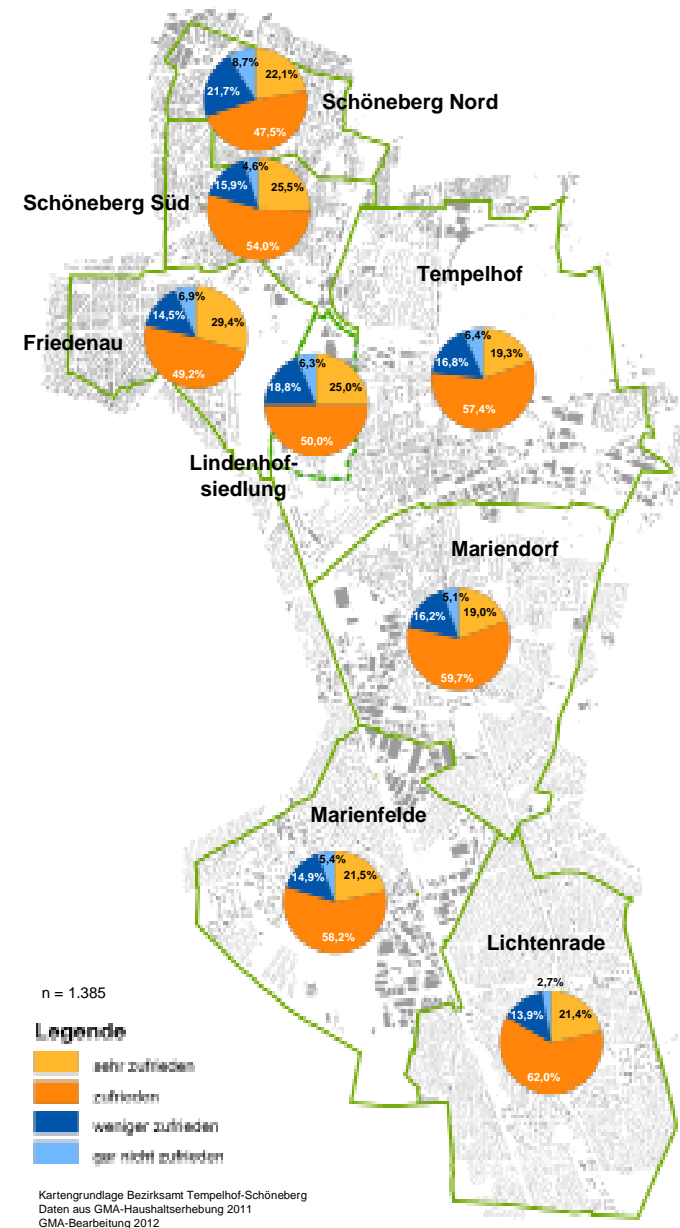 8,7%
22,1%
21,7%
47,5%
Schöneberg Nord
4,6%
15,9%
25,5%
54,0%
Schöneberg Süd
Tempelhof
6,9%
14,5%
29,4%
49,2%
Friedenau
6,3%
18,8%
25,0%
50,0%
Lindenhof-
siedlung
6,4%
16,8%
19,3%
57,4%
Mariendorf
5,1%
16,2%
19,0%
59,7%
Marienfelde
5,4%
14,9%
21,5%
58,2%
Lichtenrade
2,7%
13,9%
21,4%
62,0%
n = 1.385
Legende
sehr zufrieden
zufrieden
weniger zufrieden
gar nicht zufrieden
Kartengrundlage Bezirksamt Tempelhof-Schöneberg
Daten aus GMA-Haushaltserhebung 2011
GMA-Bearbeitung 2012